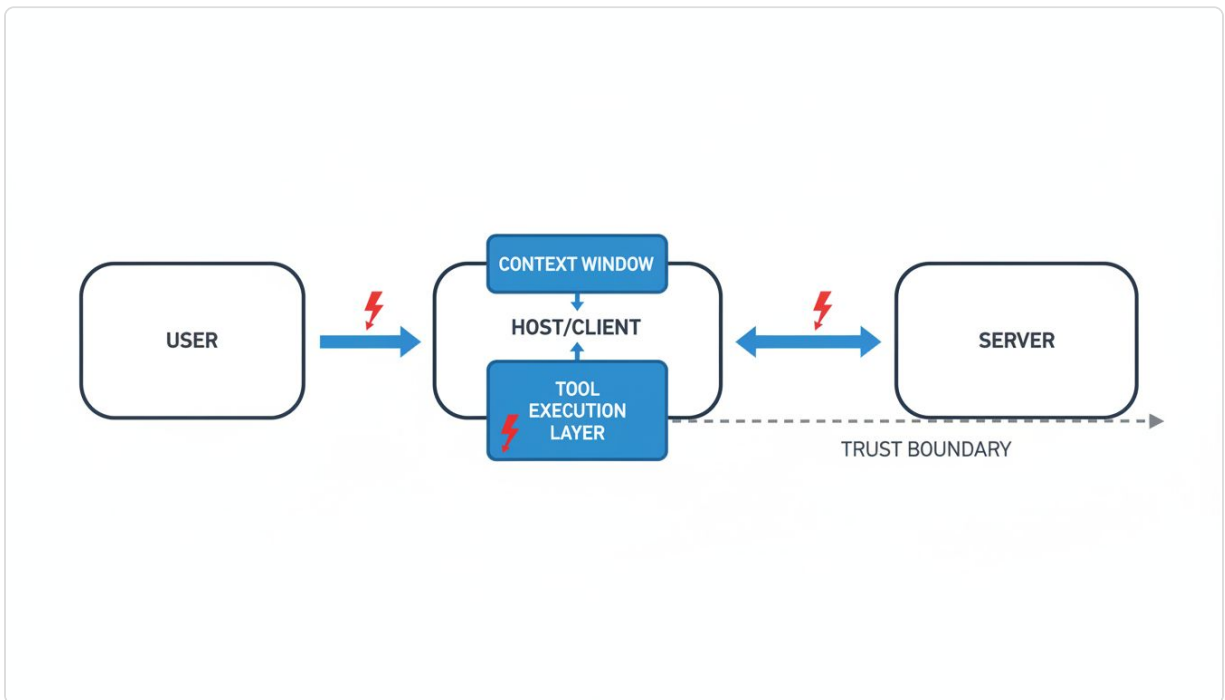 CONTEXT WINDOW
USER
HOST/CLIENT
SERVER
TOOL
EXECUTION
LAYER
TRUST BOUNDARY